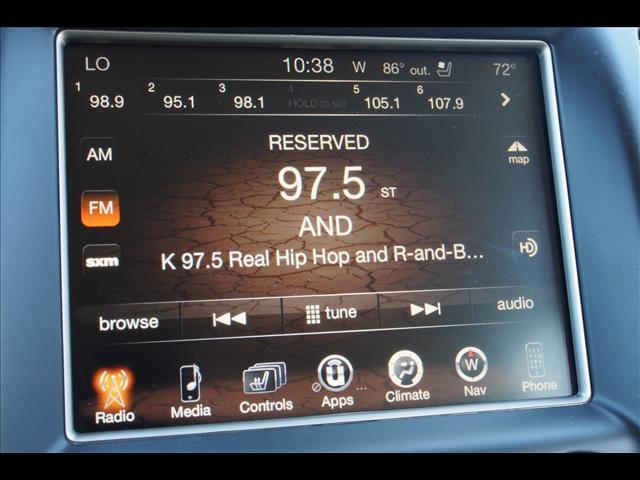 LO 10:38 W 86° out. 72°
1 98.9 2 95.1 3 98.1 4 HOLD to set 5 105.1 6 107.9
RESERVED
AM
map
97.5 ST
FM
AND
sxm
K 97.5 Real Hip Hop and R-and-B...
HD
browse tune audio
Radio Media Controls Apps ... Climate W Nav Phone